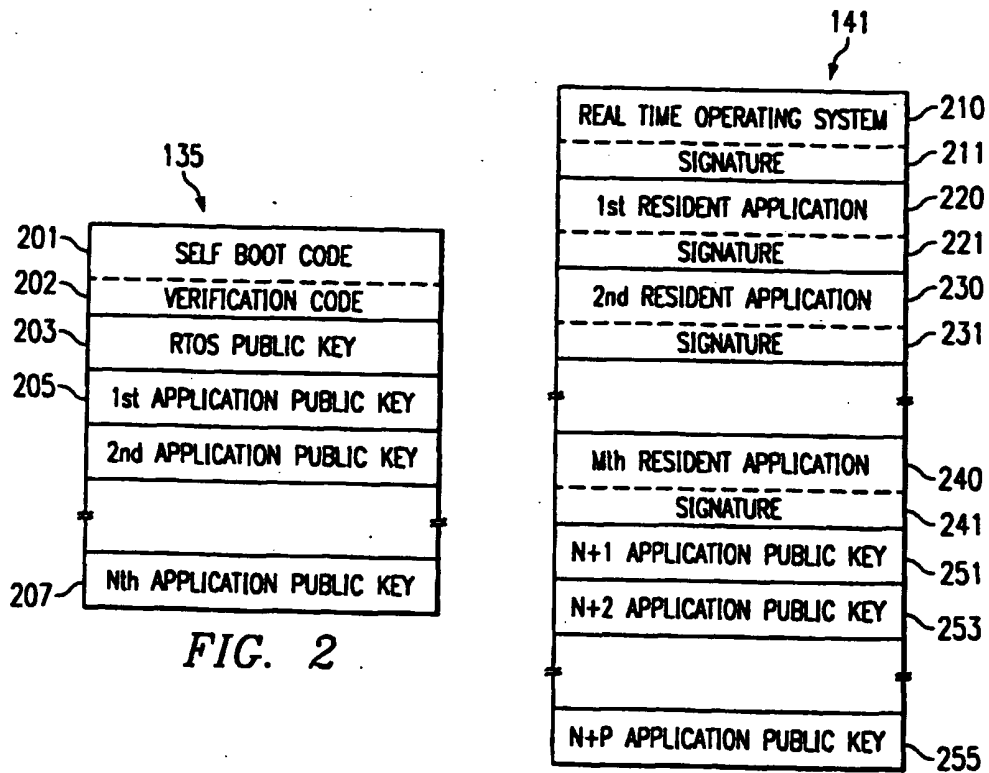 135
201
SELF BOOT CODE
202
VERIFICATION CODE
203
RTOS PUBLIC KEY
205
1st APPLICATION PUBLIC KEY
2nd APPLICATION PUBLIC KEY
207
Nth APPLICATION PUBLIC KEY
FIG. 2
141
REAL TIME OPERATING SYSTEM
210
SIGNATURE
211
1st RESIDENT APPLICATION
220
SIGNATURE
221
2nd RESIDENT APPLICATION
230
SIGNATURE
231
Mth RESIDENT APPLICATION
240
SIGNATURE
241
N+1 APPLICATION PUBLIC KEY
251
N+2 APPLICATION PUBLIC KEY
253
N+P APPLICATION PUBLIC KEY
255